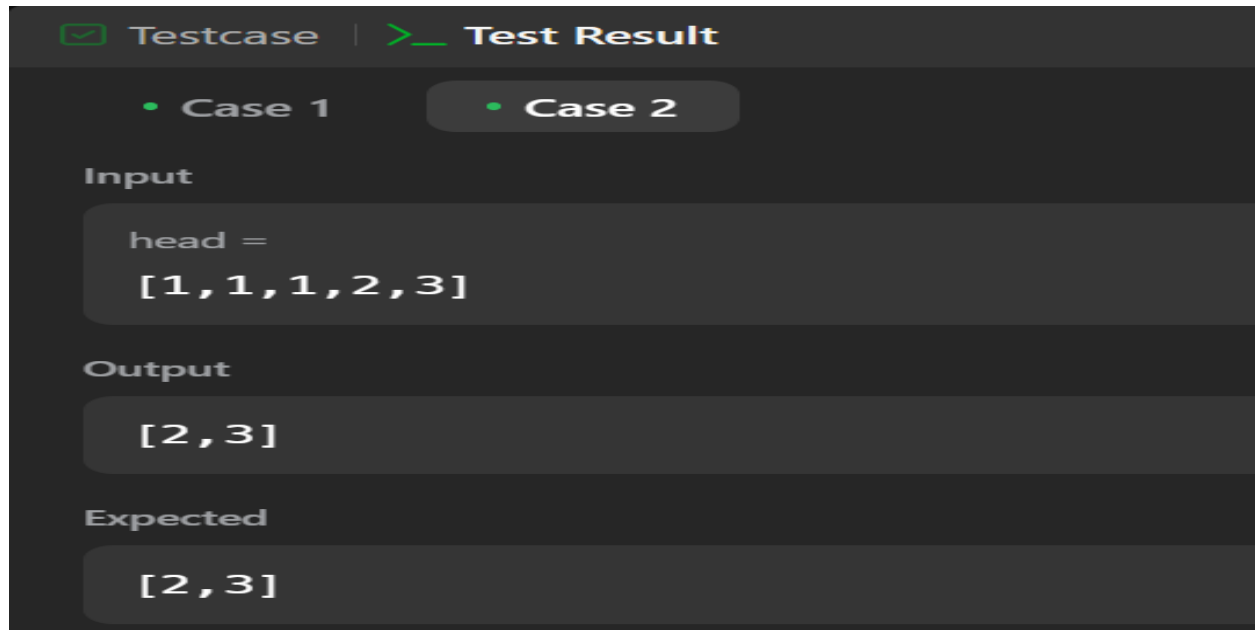 Testcase | >_ Test Result
• Case 1 • Case 2
Input
head =
[1,1,1,2,3]
Output
[2,3]
Expected
[2,3]